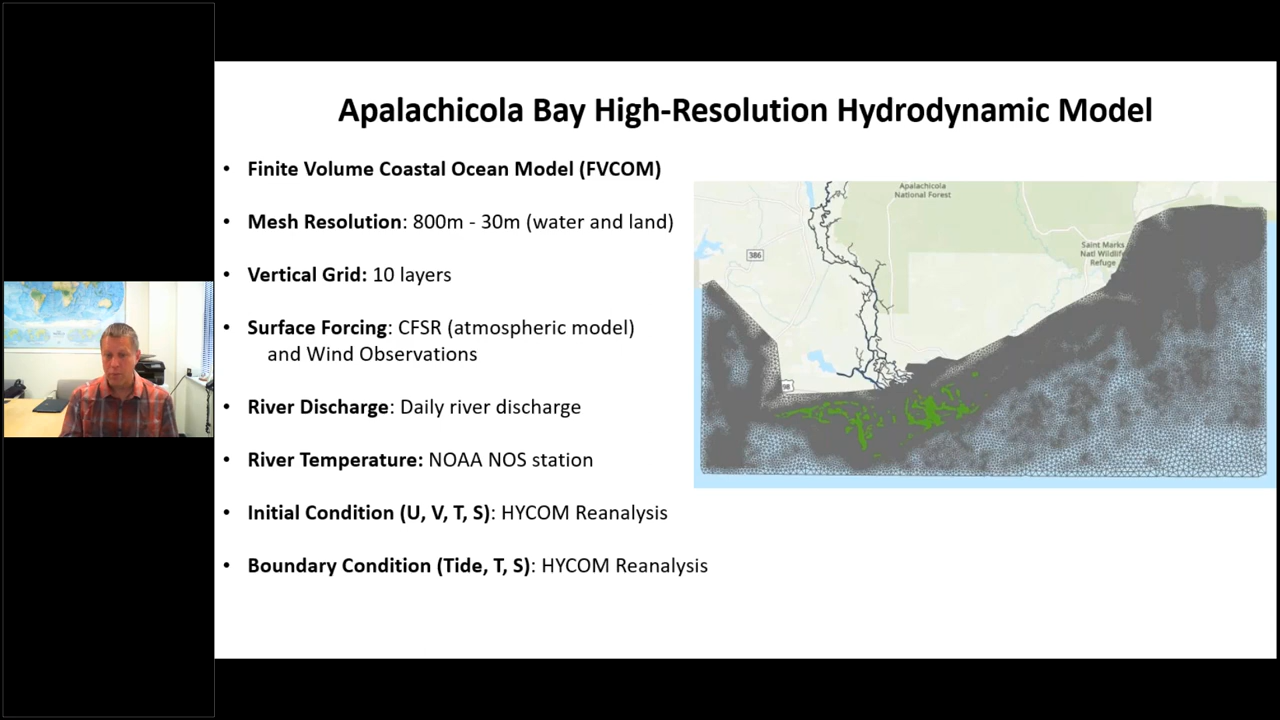 Apalachicola Bay High-Resolution Hydrodynamic Model
• Finite Volume Coastal Ocean Model (FVCOM)
• Mesh Resolution: 800m - 30m (water and land)
• Vertical Grid: 10 layers
• Surface Forcing: CFSR (atmospheric model)
and Wind Observations
• River Discharge: Daily river discharge
• River Temperature: NOAA NOS station
• Initial Condition (U, V, T, S): HYCOM Reanalysis
• Boundary Condition (Tide, T, S): HYCOM Reanalysis
Apalachicola
National Forest
386
Saint Marks
Natl Wildlife
Refuge